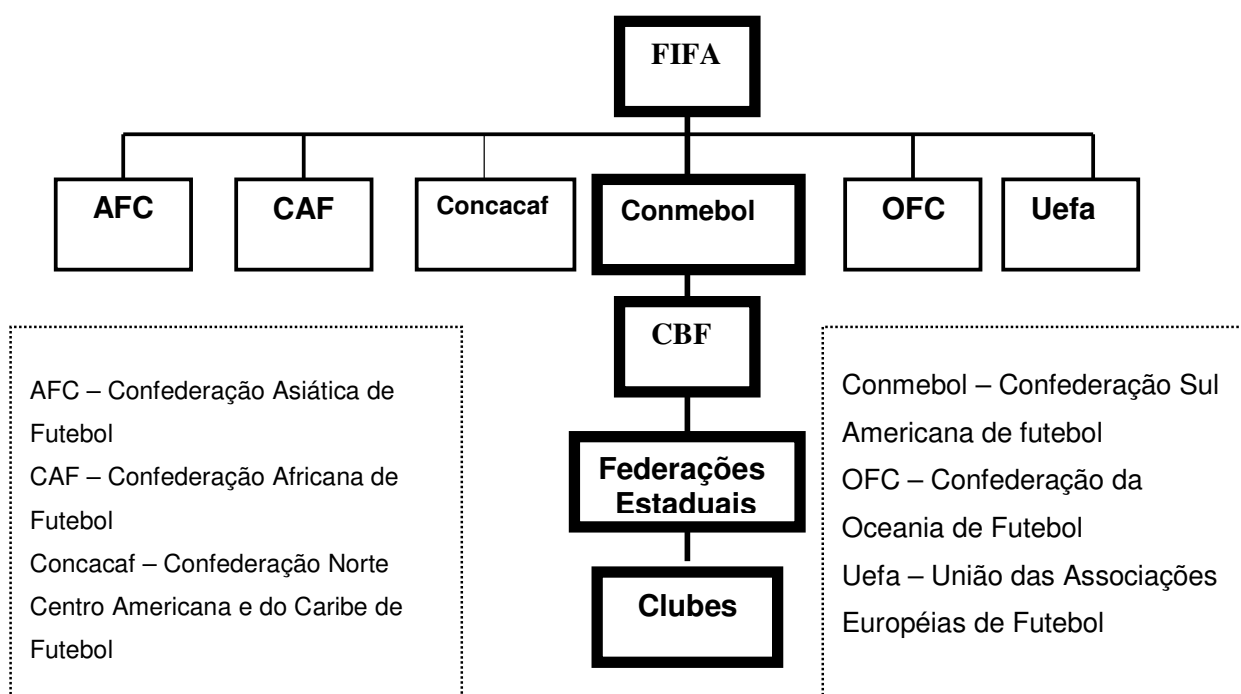 FIFA
AFC
CAF
Concacaf
Conmebol
OFC
Uefa
CBF
Federações
Estaduais
Clubes
AFC – Confederação Asiática de
Futebol
CAF – Confederação Africana de
Futebol
Concacaf – Confederação Norte
Centro Americana e do Caribe de
Futebol
Conmebol – Confederação Sul
Americana de futebol
OFC – Confederação da
Oceania de Futebol
Uefa – União das Associações
Européias de Futebol